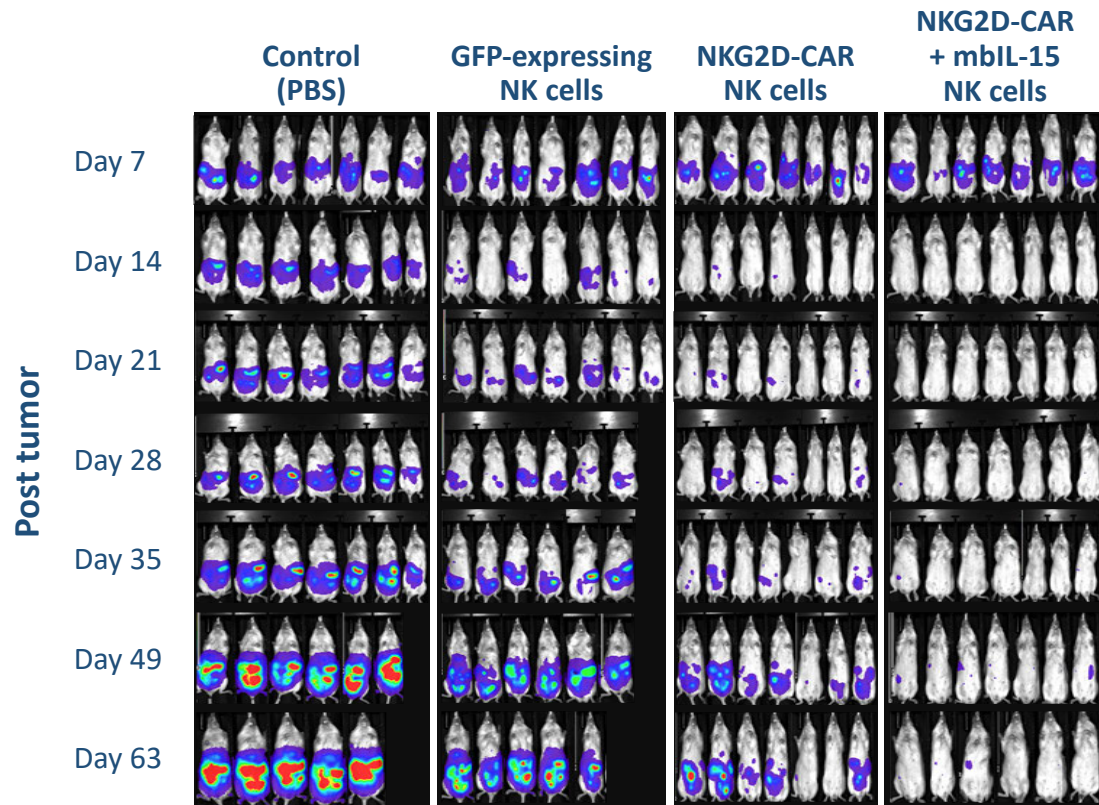 Control
(PBS)
GFP-expressing
NK cells
NKG2D-CAR
NK cells
NKG2D-CAR
+ mbIL-15
NK cells
Post tumor
Day 7
Day 14
Day 21
Day 28
Day 35
Day 49
Day 63